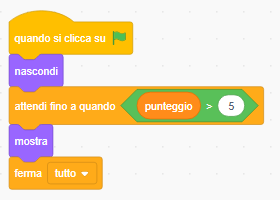 quando si clicca su
nascondi
attendi fino a quando punteggio > 5
mostra
ferma tutto